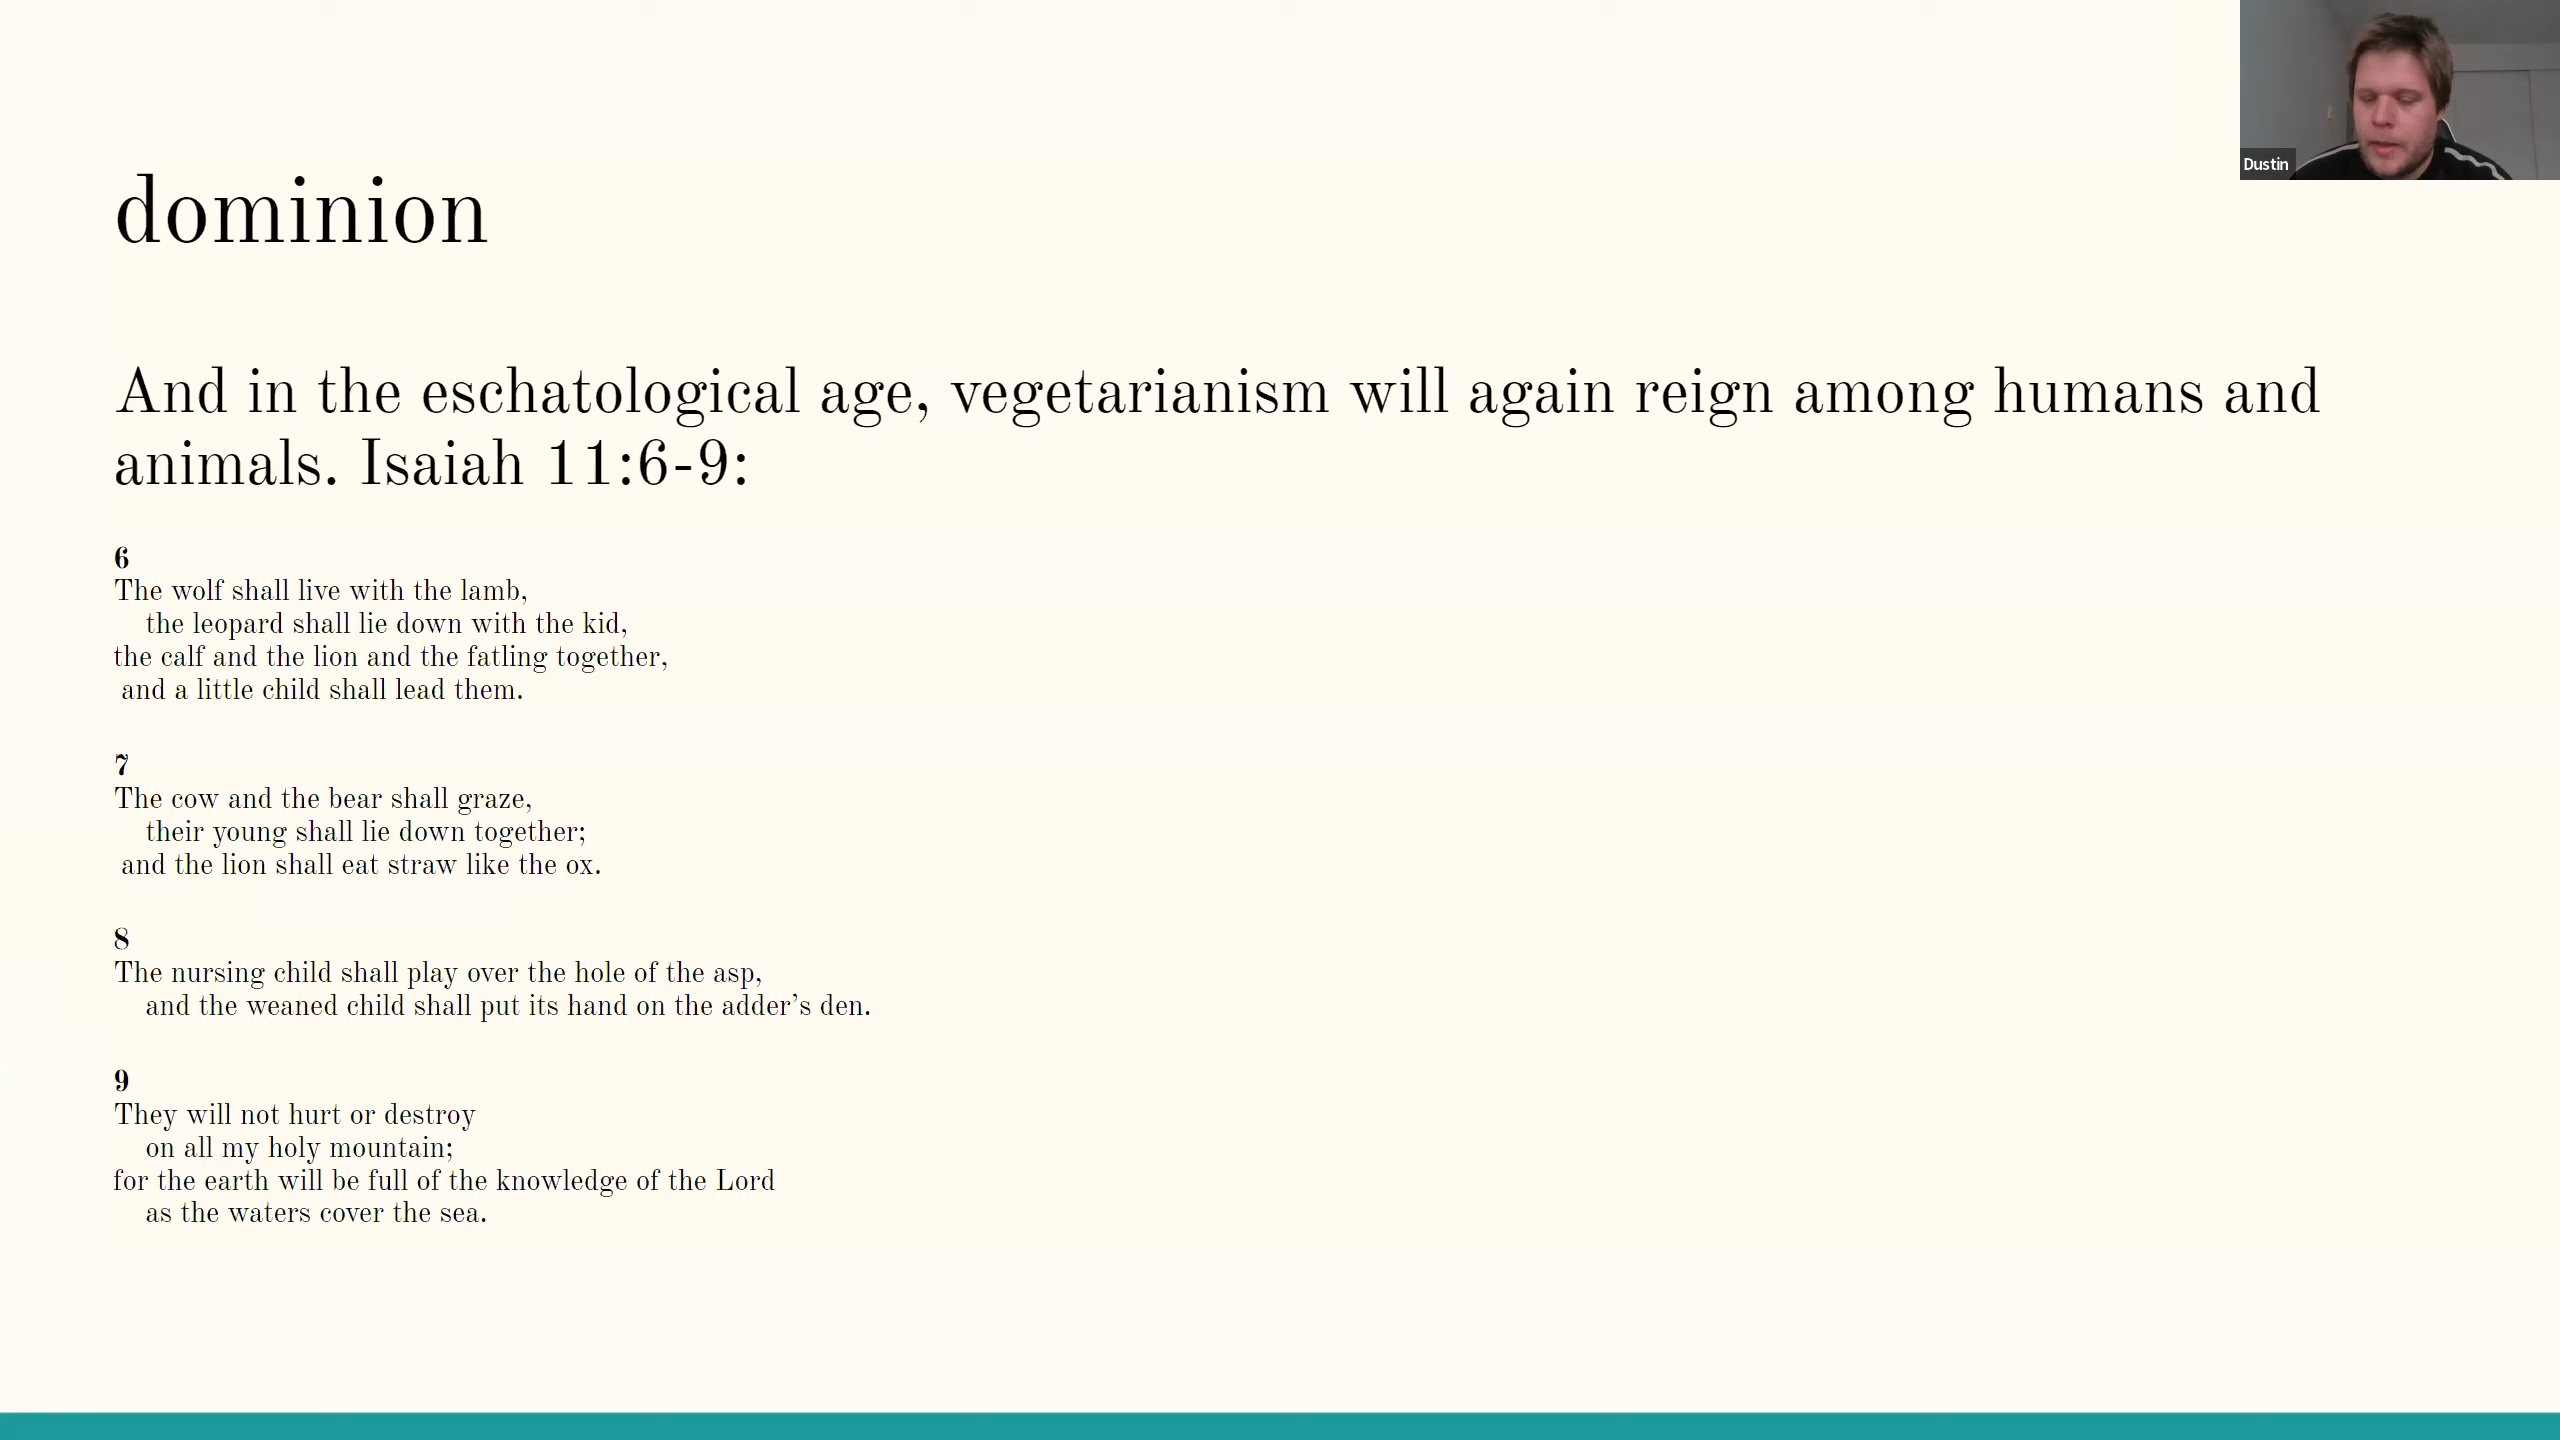 dominion
And in the eschatological age, vegetarianism will again reign among humans and
animals. Isaiah 11:6-9:
6
The wolf shall live with the lamb,
the leopard shall lie down with the kid,
the calf and the lion and the fatling together,
and a little child shall lead them.
7
The cow and the bear shall graze,
their young shall lie down together;
and the lion shall eat straw like the ox.
8
The nursing child shall play over the hole of the asp,
and the weaned child shall put its hand on the adder’s den.
9
They will not hurt or destroy
on all my holy mountain;
for the earth will be full of the knowledge of the Lord
as the waters cover the sea.
Dustin